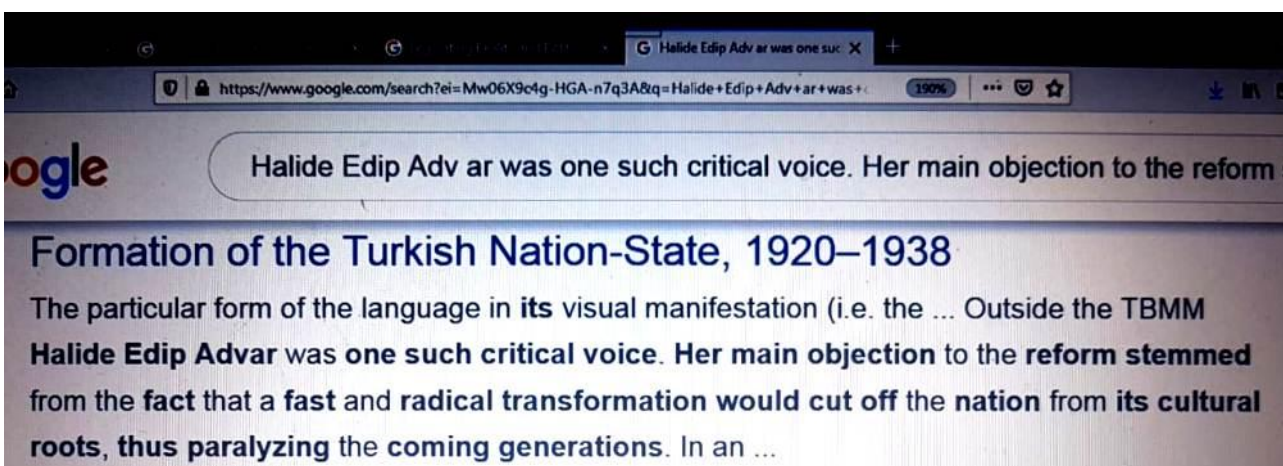 Halide Edip Adv ar was one suc
https://www.google.com/search?ei=Mw06X9c4g-HGA-n7q3A&q=Halide+Edip+Adv+ar+was+
190%
ogle
Halide Edip Adv ar was one such critical voice. Her main objection to the reform
Formation of the Turkish Nation-State, 1920–1938
The particular form of the language in its visual manifestation (i.e. the ... Outside the TBMM
Halide Edip Advar was one such critical voice. Her main objection to the reform stemmed
from the fact that a fast and radical transformation would cut off the nation from its cultural
roots, thus paralyzing the coming generations. In an ...